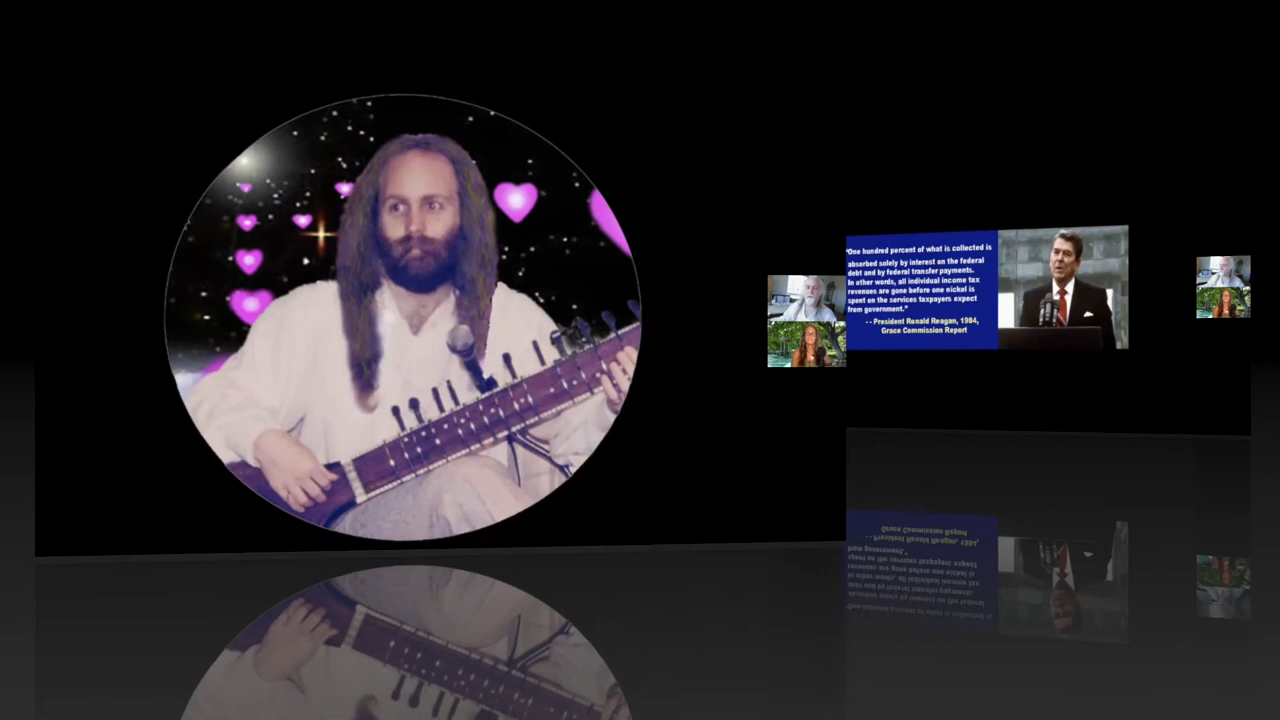 "One hundred percent of what is collected is
absorbed solely by interest on the federal
debt and by federal transfer payments.
In other words, all individual income tax
revenues are gone before one nickel is
spent on the services taxpayers expect
from government."
- - President Ronald Reagan, 1984,
Grace Commission Report